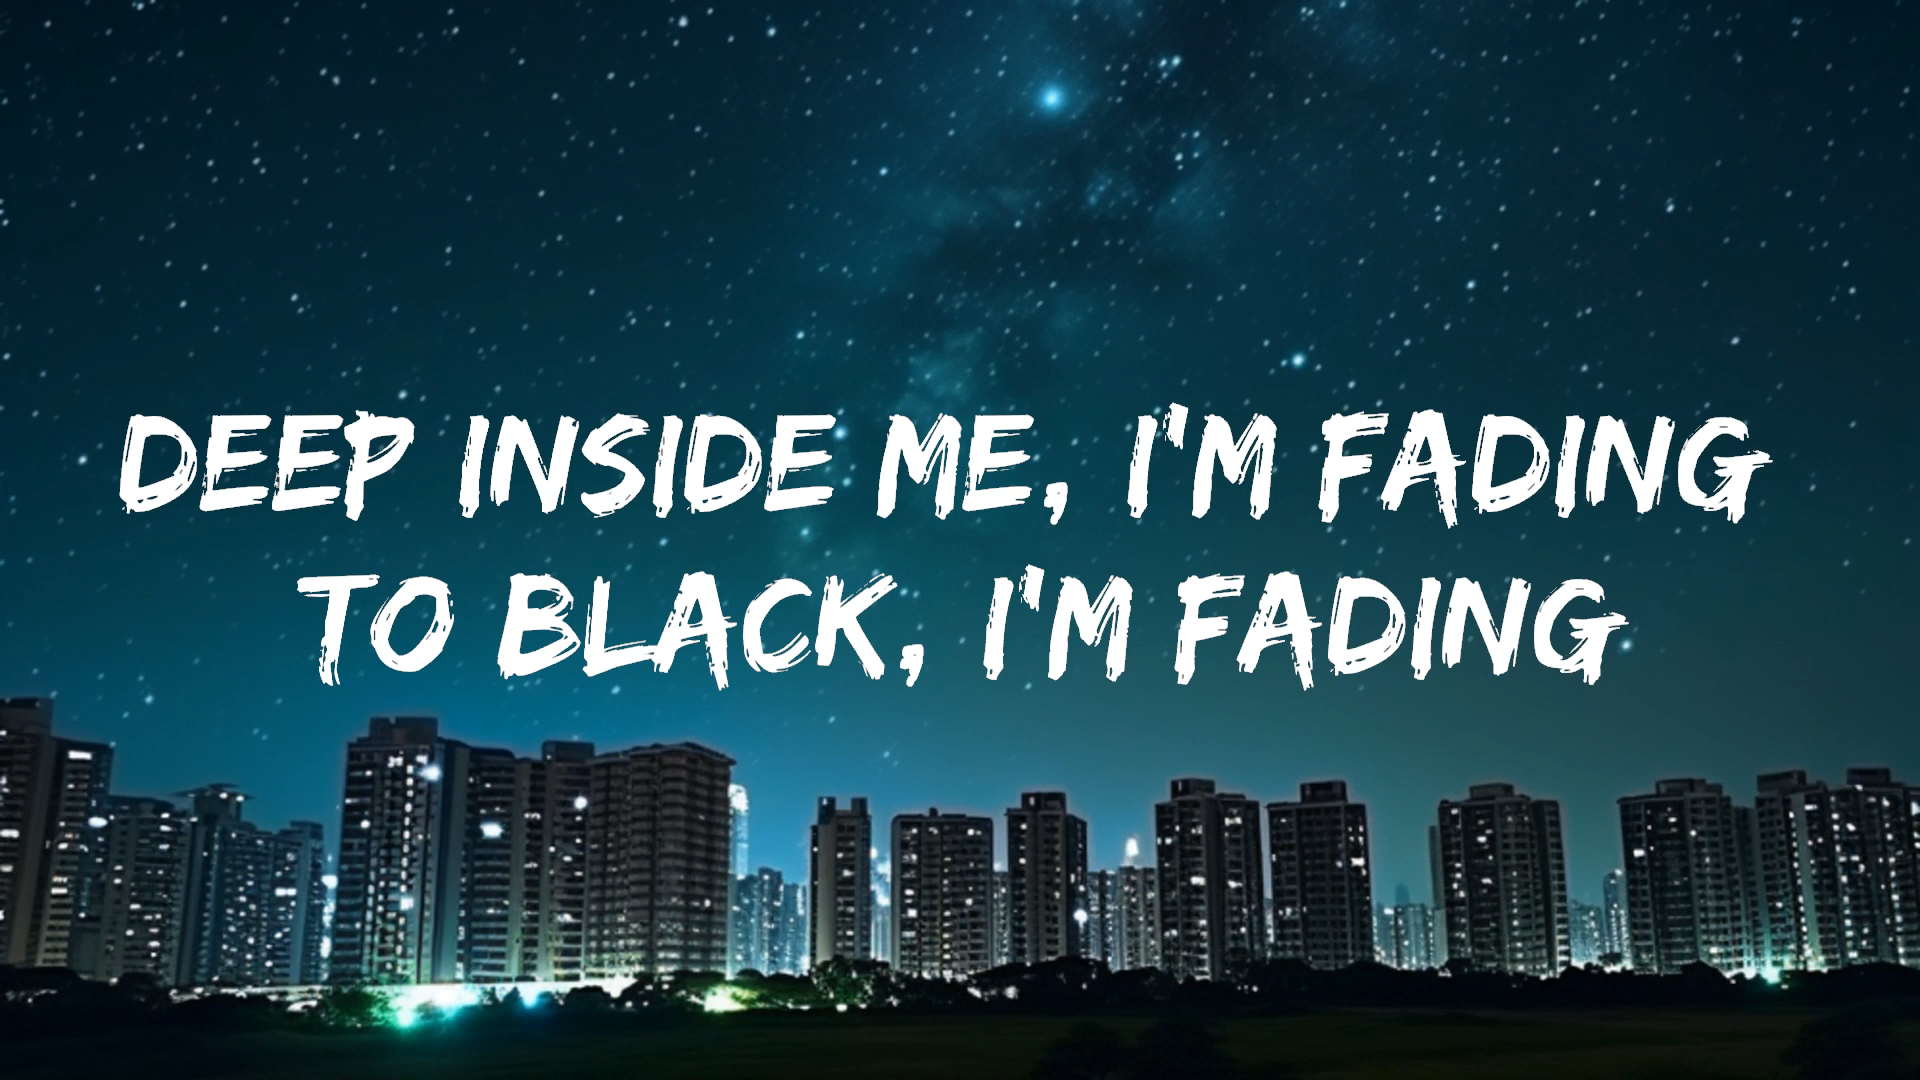 DEEP INSIDE ME, I'M FADING
TO BLACK, I'M FADING